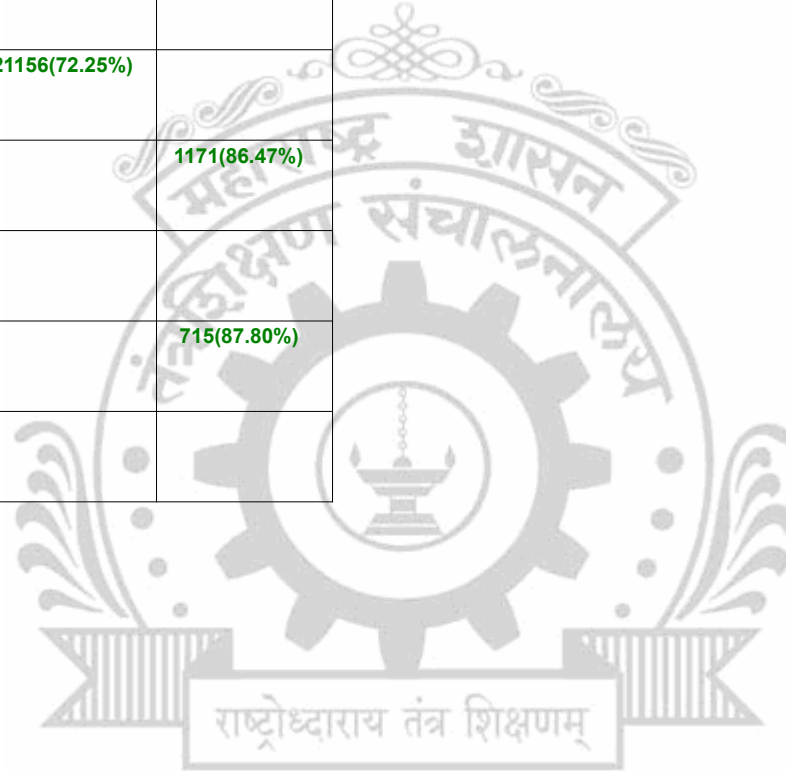 21156(72.25%)
महाराष्ट्र शासन
1171(86.47%)
तंत्रशिक्षण संचालनालय
715(87.80%)
राष्ट्रोध्दाराय तंत्र शिक्षणम्